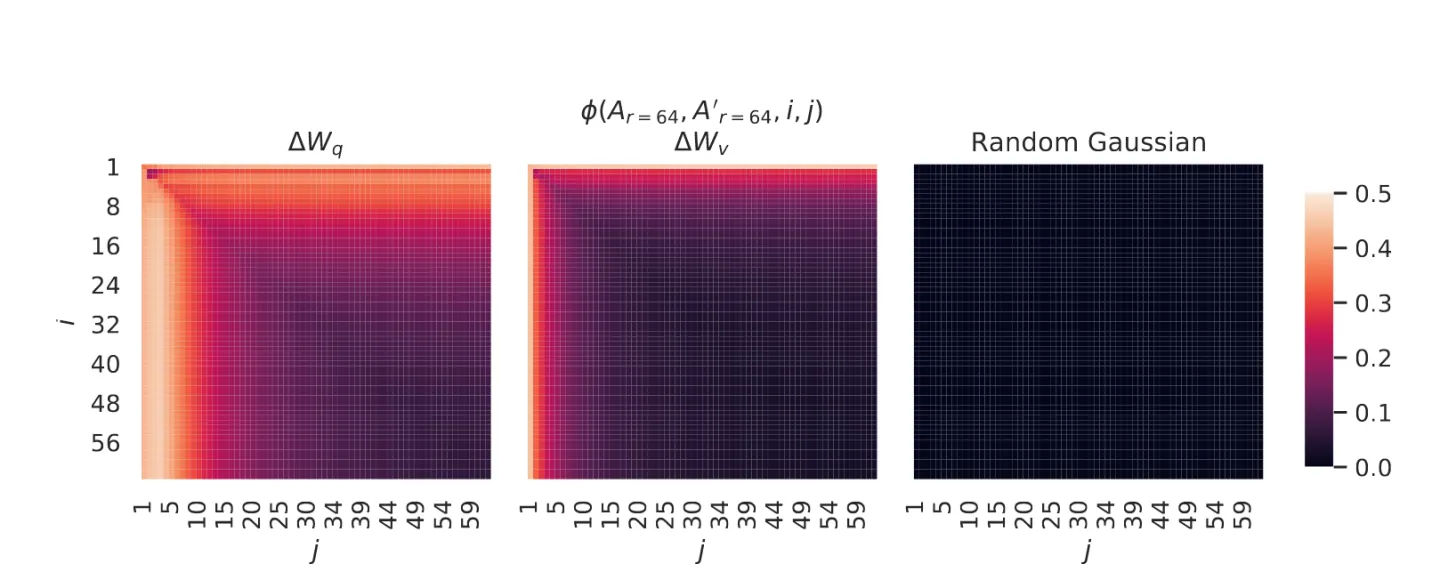 ϕ(A_{r=64}, A′_{r=64}, i, j)
ΔW_q
ΔW_v
Random Gaussian
1
8
16
24
32
40
48
56
i
1 5 10 15 20 25 30 34 39 44 49 54 59
j
1 5 10 15 20 25 30 34 39 44 49 54 59
j
1 5 10 15 20 25 30 34 39 44 49 54 59
j
0.5
0.4
0.3
0.2
0.1
0.0